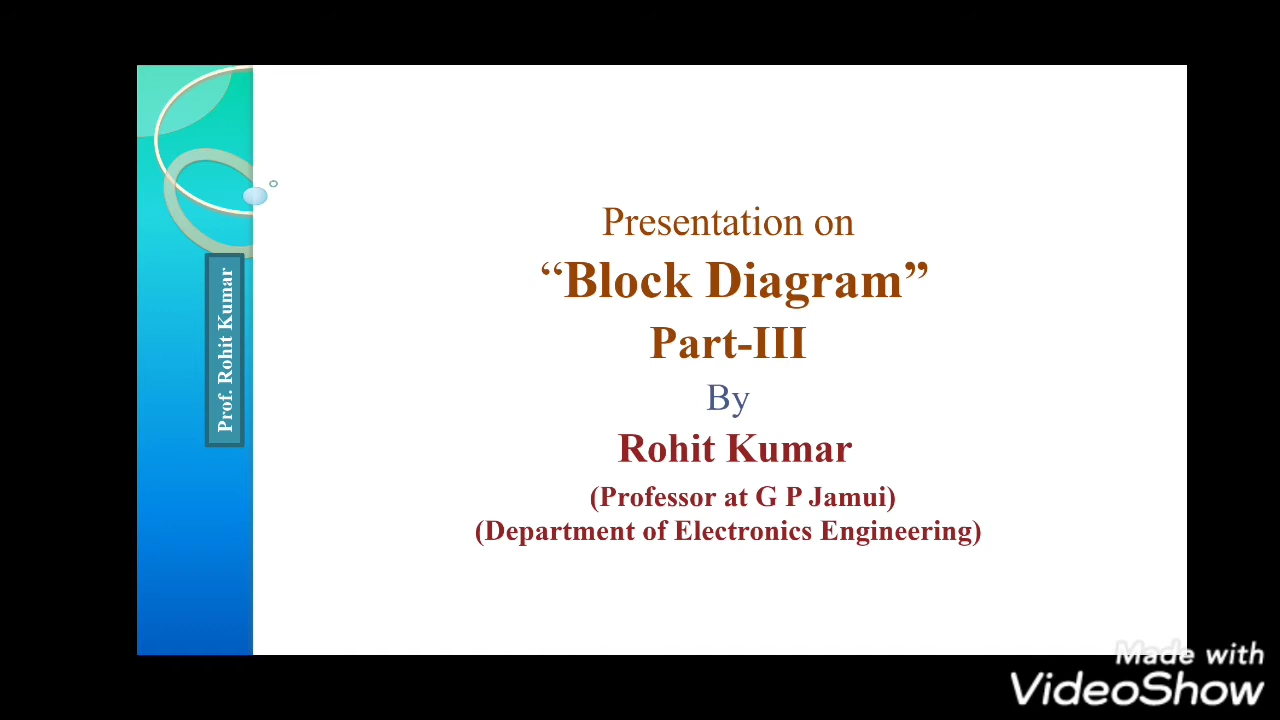 Prof. Rohit Kumar
Presentation on
“Block Diagram”
Part-III
By
Rohit Kumar
(Professor at G P Jamui)
(Department of Electronics Engineering)
Made with
VideoShow